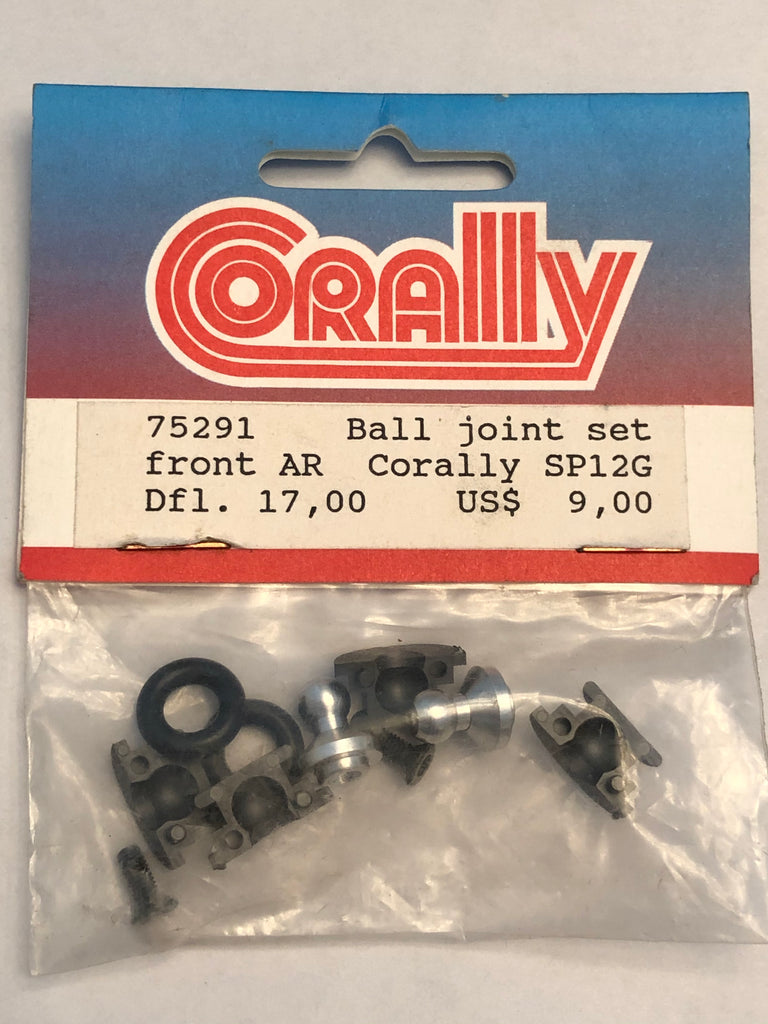 Corally
75291 Ball joint set
front AR Corally SP12G
Dfl. 17,00 US$ 9,00